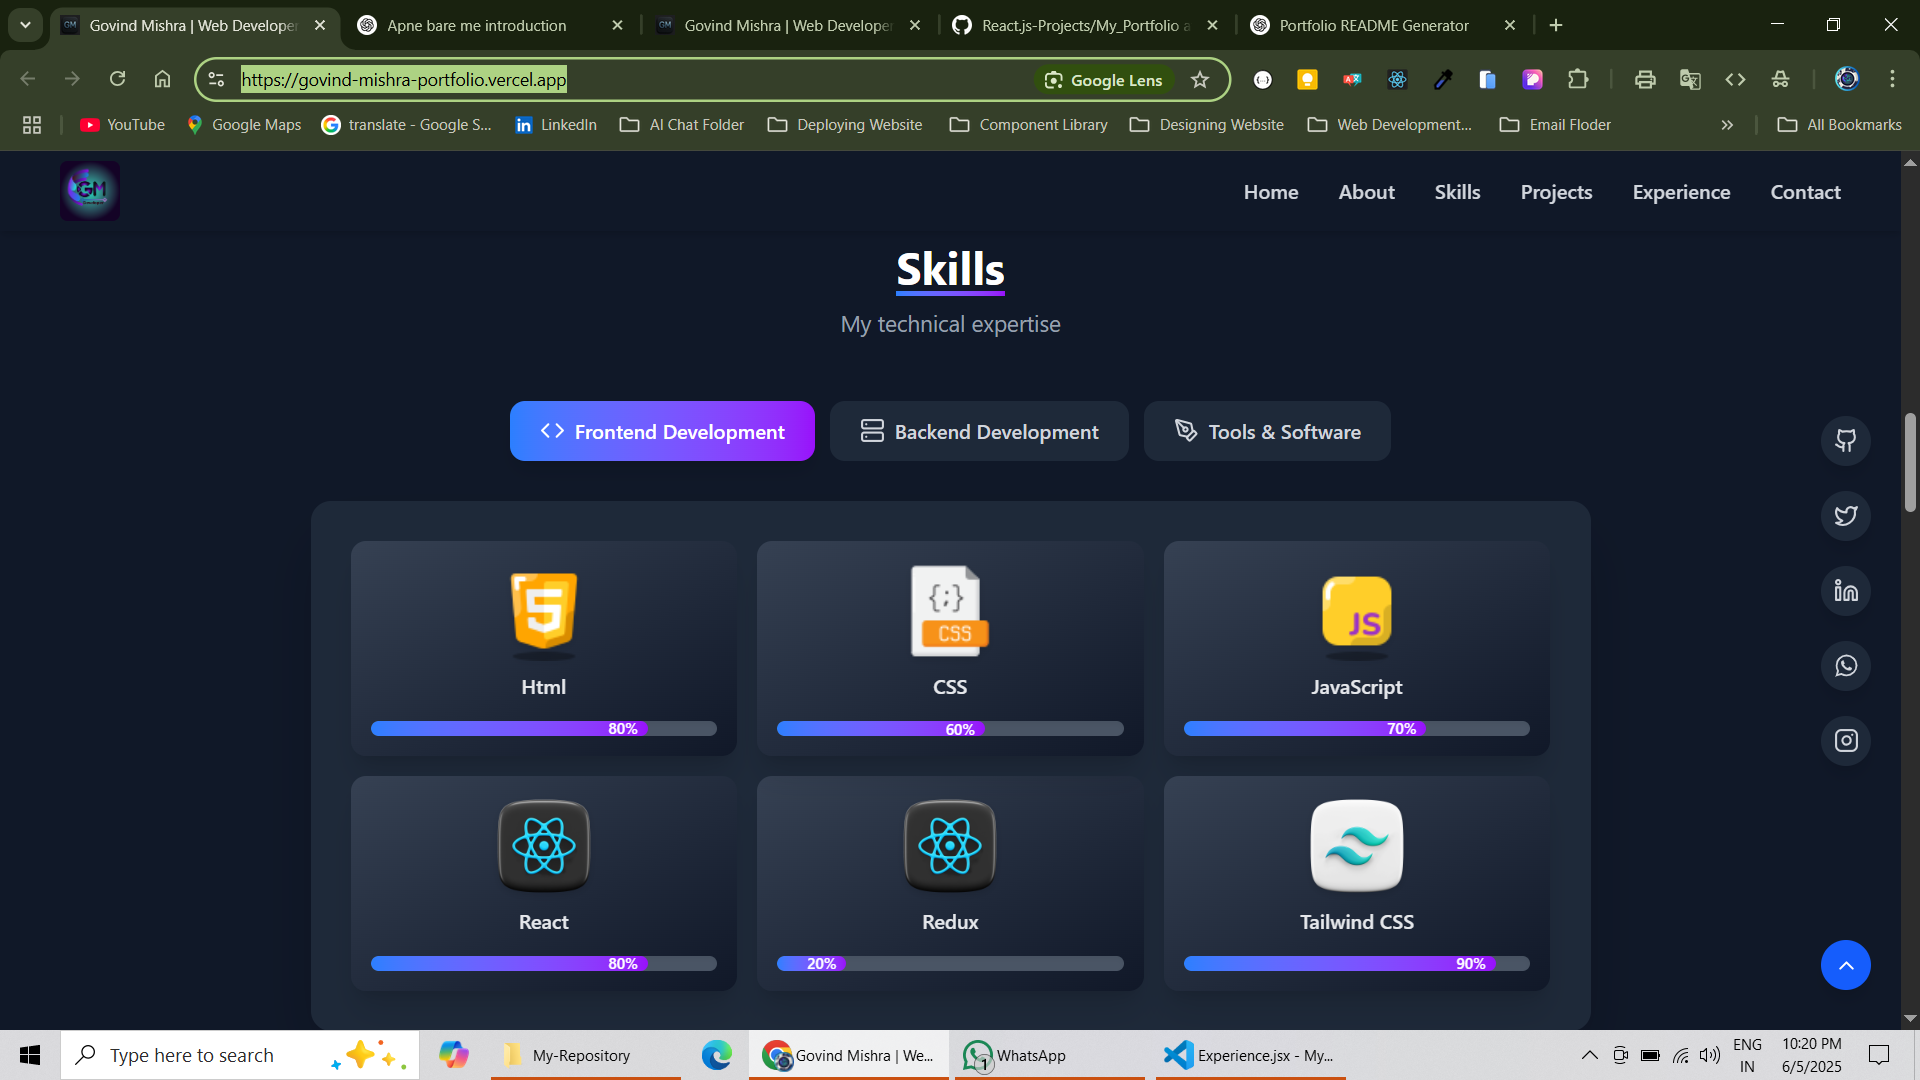 Govind Mishra | Web Developer
Apne bare me introduction
Govind Mishra | Web Developer
React.js-Projects/My_Portfolio a
Portfolio README Generator
https://govind-mishra-portfolio.vercel.app
Google Lens
YouTube
Google Maps
translate - Google S...
LinkedIn
AI Chat Folder
Deploying Website
Component Library
Designing Website
Web Development...
Email Floder
All Bookmarks
GM
Home
About
Skills
Projects
Experience
Contact
Skills
My technical expertise
Frontend Development
Backend Development
Tools & Software
5
{;}
CSS
JS
Html
CSS
JavaScript
80%
60%
70%
React
Redux
Tailwind CSS
80%
20%
90%
Type here to search
My-Repository
Govind Mishra | We...
1
WhatsApp
Experience.jsx - My...
ENG
IN
10:20 PM
6/5/2025